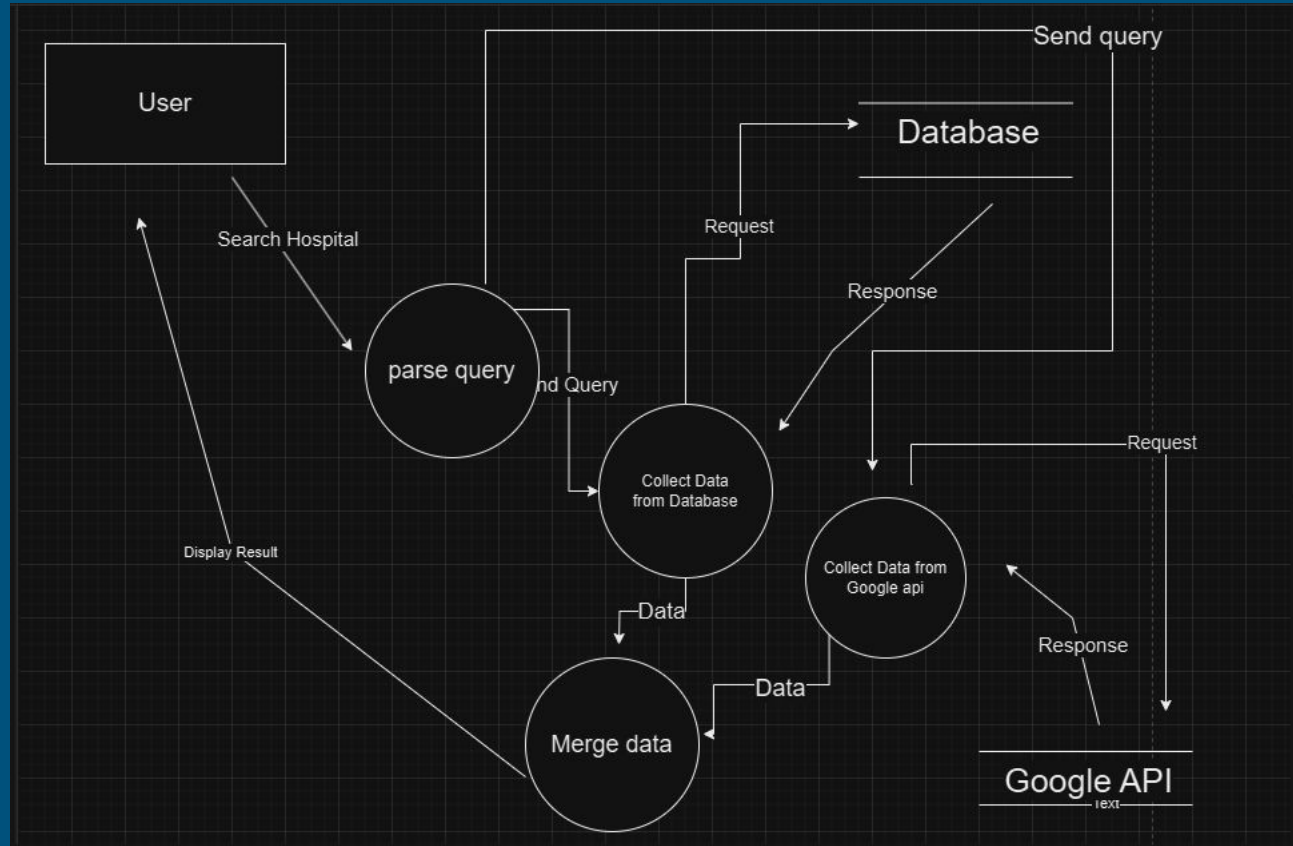 Send query
User
Database
Request
Search Hospital
Response
parse query
nd Query
Request
Collect Data
from Database
Collect Data from
Google api
Display Result
Data
Response
Data
Merge data
Google API
Text